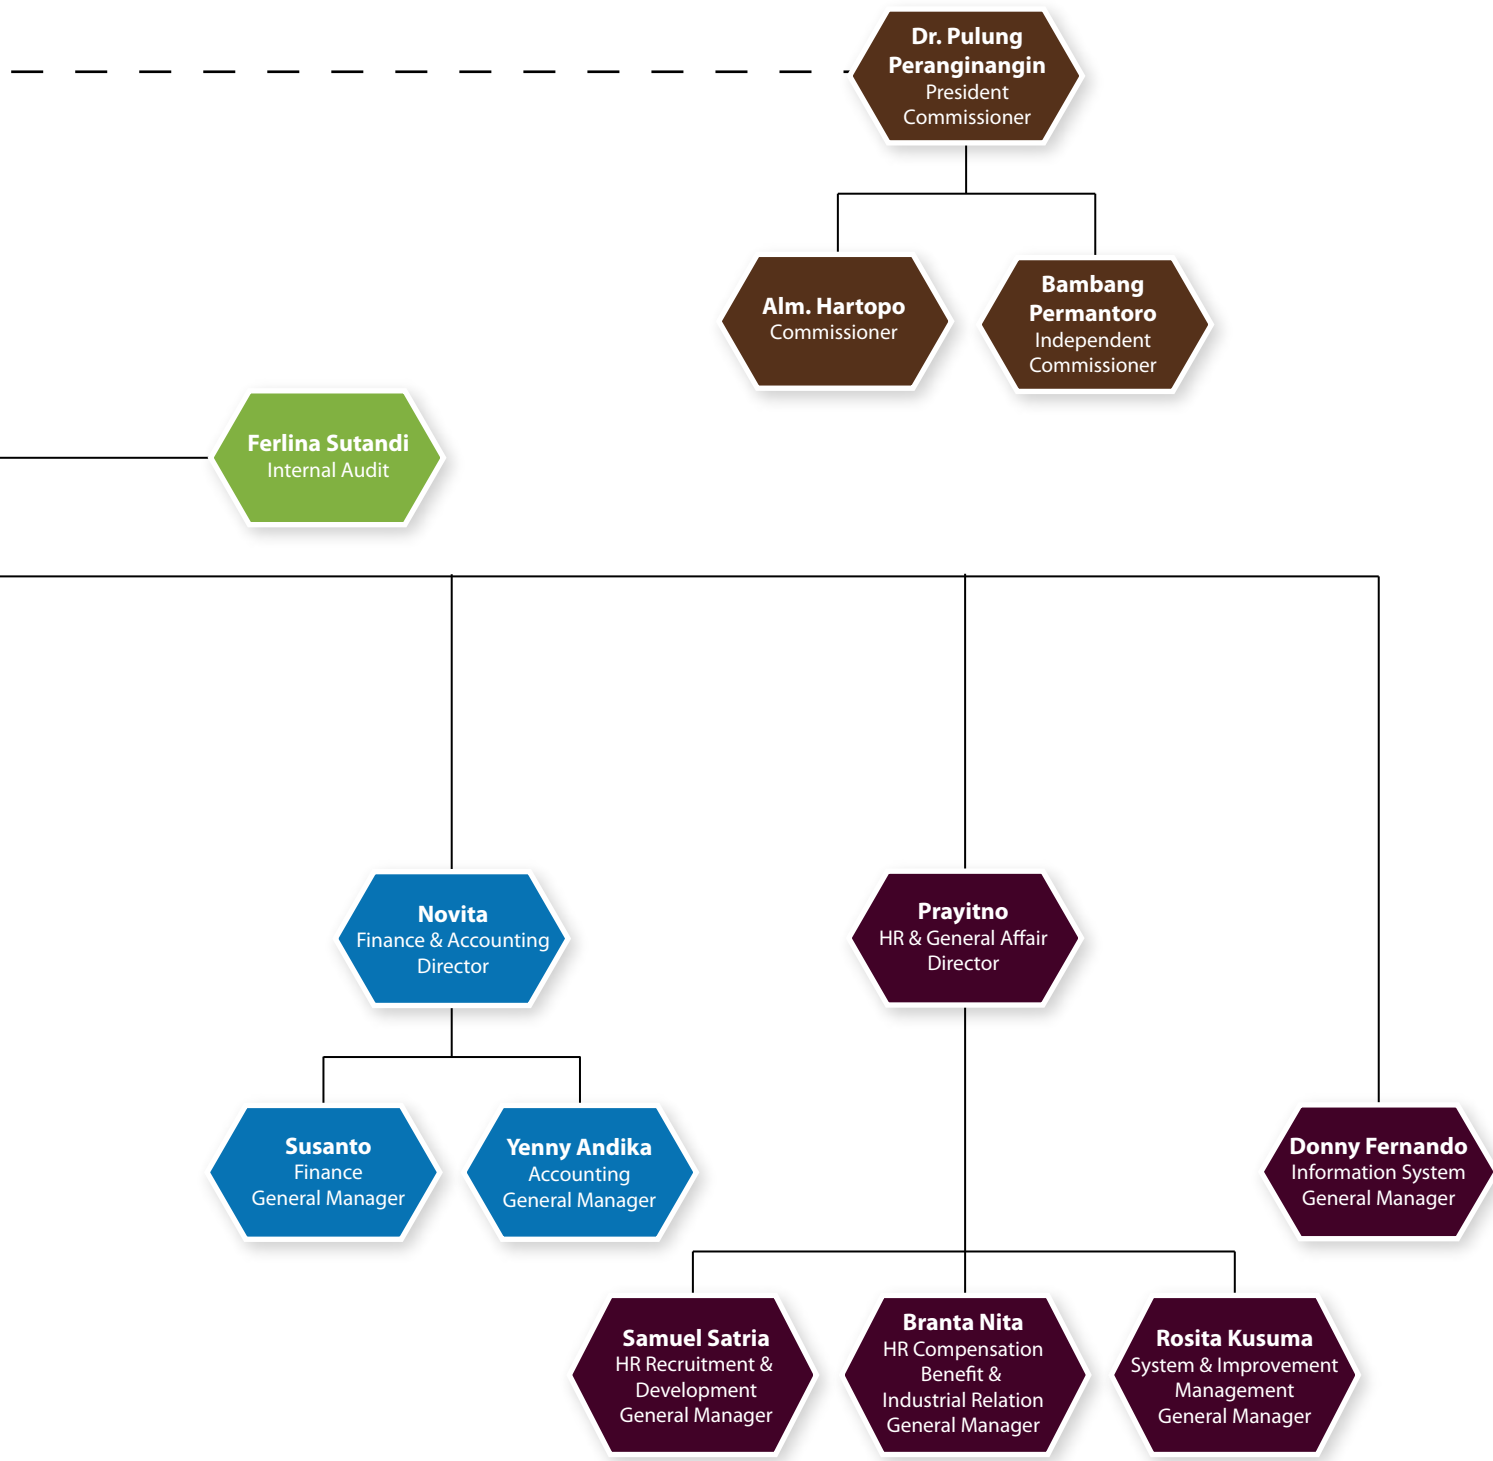 Dr. Pulung
Peranginangin
President
Commissioner
Alm. Hartopo
Commissioner
Bambang
Permantoro
Independent
Commissioner
Ferlina Sutandi
Internal Audit
Novita
Finance & Accounting
Director
Prayitno
HR & General Affair
Director
Susanto
Finance
General Manager
Yenny Andika
Accounting
General Manager
Donny Fernando
Information System
General Manager
Samuel Satria
HR Recruitment &
Development
General Manager
Branta Nita
HR Compensation
Benefit &
Industrial Relation
General Manager
Rosita Kusuma
System & Improvement
Management
General Manager